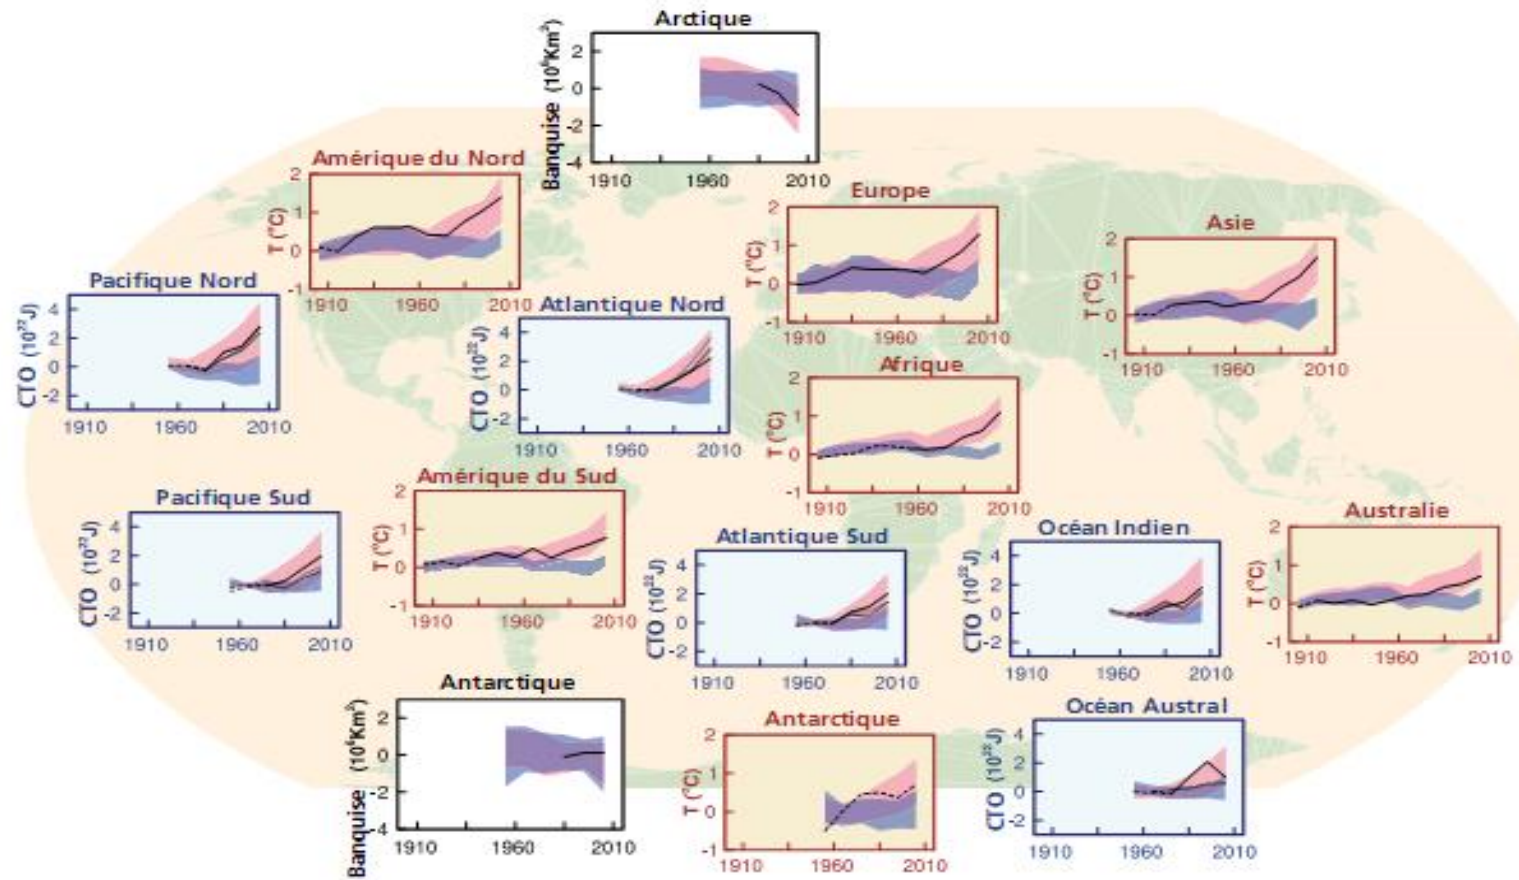 Arctique
Banquise (10⁶Km²)
2
0
-2
-4
1910 1960 2010
Amérique du Nord
T (°C)
2
1
0
-1
1910 1960 2010
Europe
T (°C)
2
1
0
-1
1910 1960 2010
Asie
T (°C)
2
1
0
-1
1910 1960 2010
Pacifique Nord
CTO (10²²J)
4
2
0
-2
1910 1960 2010
Atlantique Nord
CTO (10²²J)
4
2
0
-2
1910 1960 2010
Afrique
T (°C)
2
1
0
-1
1910 1960 2010
Pacifique Sud
CTO (10²²J)
4
2
0
-2
1910 1960 2010
Amérique du Sud
T (°C)
2
1
0
-1
1910 1960 2010
Atlantique Sud
CTO (10²²J)
4
2
0
-2
1910 1960 2010
Océan Indien
CTO (10²²J)
4
2
0
-2
1910 1960 2010
Australie
T (°C)
2
1
0
-1
1910 1960 2010
Antarctique
Banquise (10⁶Km²)
2
0
-2
-4
1910 1960 2010
Antarctique
T (°C)
2
1
0
-1
1910 1960 2010
Océan Austral
CTO (10²²J)
4
2
0
-2
1910 1960 2010